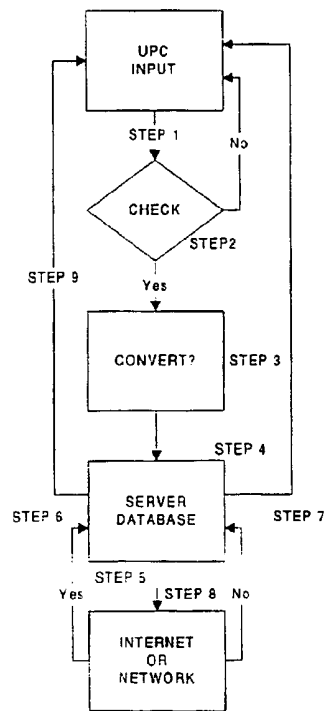 UPC
INPUT
STEP 1
No
CHECK
STEP2
STEP 9
Yes
CONVERT?
STEP 3
STEP 4
SERVER
DATABASE
STEP 6
STEP 7
STEP 5
Yes
STEP 8
No
INTERNET
OR
NETWORK